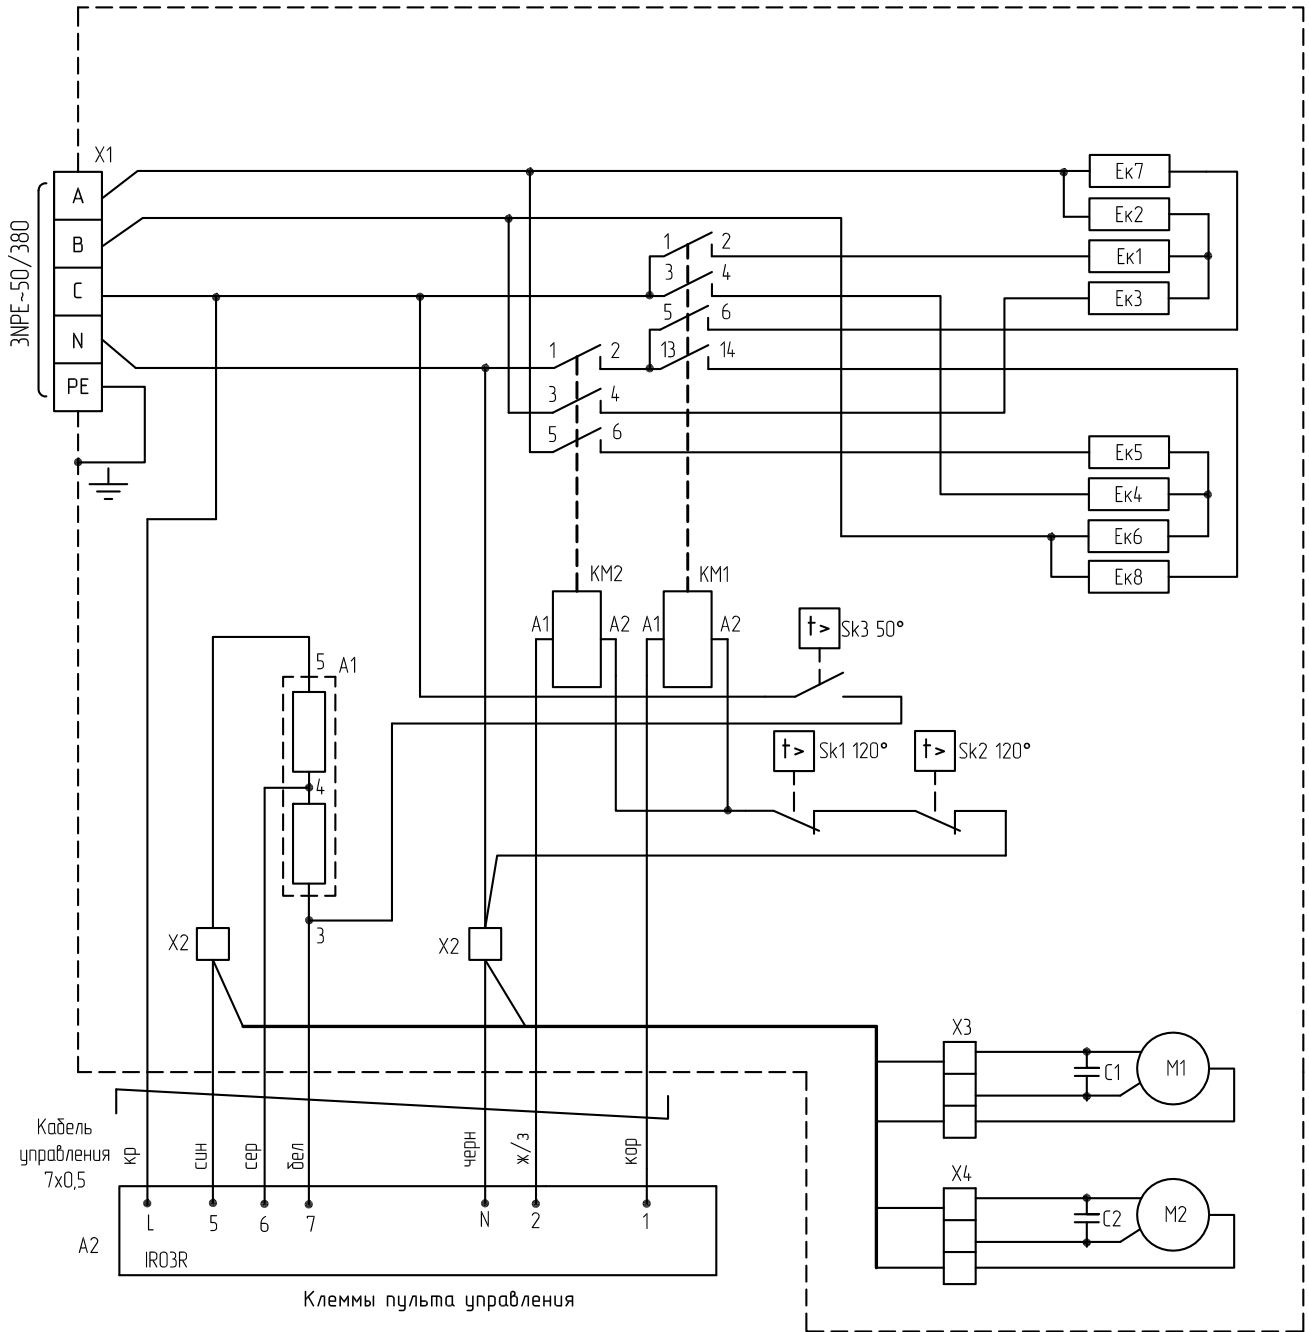 X1
3NPE~50/380
A
B
C
N
PE
Ек7
Ек2
Ек1
Ек3
1 2
3 4
5 6
13 14
1 2
3 4
5 6
Ек5
Ек4
Ек6
Ек8
KM2
KM1
A1 A2
A1 A2
t>
Sk3 50°
5
A1
4
3
t>
Sk1 120°
t>
Sk2 120°
X2
X2
X3
C1
M1
X4
C2
M2
Кабель
управления
7x0,5
кр
син
сер
бел
черн
ж/з
кор
L 5 6 7 N 2 1
A2
IR03R
Клеммы пульта управления